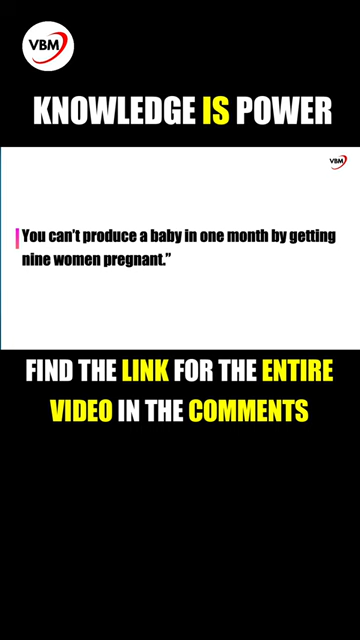 VBM
KNOWLEDGE IS POWER
VBM
You can't produce a baby in one month by getting
nine women pregnant.”
FIND THE LINK FOR THE ENTIRE
VIDEO IN THE COMMENTS